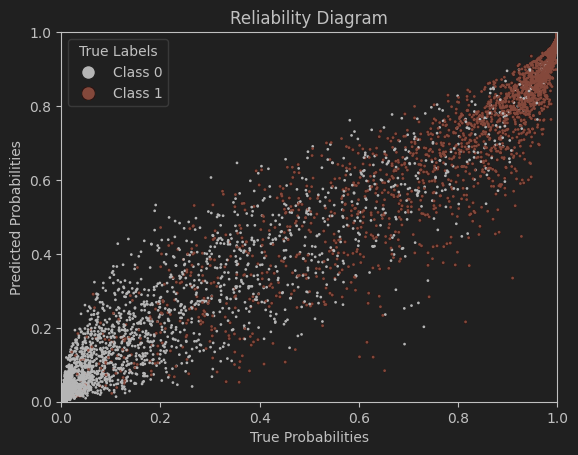 Reliability Diagram
1.0
0.8
0.6
0.4
0.2
0.0
Predicted Probabilities
True Labels
Class 0
Class 1
0.0 0.2 0.4 0.6 0.8 1.0
True Probabilities